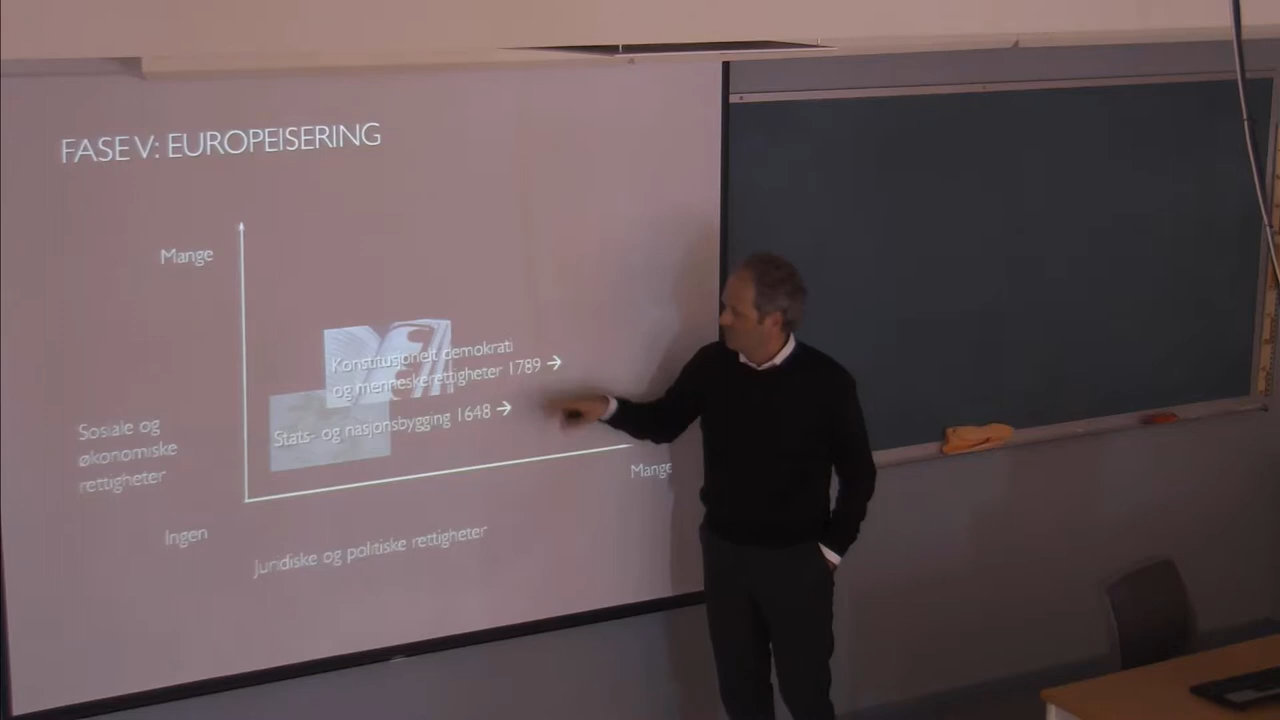 FASE V: EUROPEISERING
Mange
Konstitusjonelt demokrati
og menneskerettigheter 1789 →
Stats- og nasjonsbygging 1648 →
Sosiale og
økonomiske
rettigheter
Mange
Ingen
Juridiske og politiske rettigheter